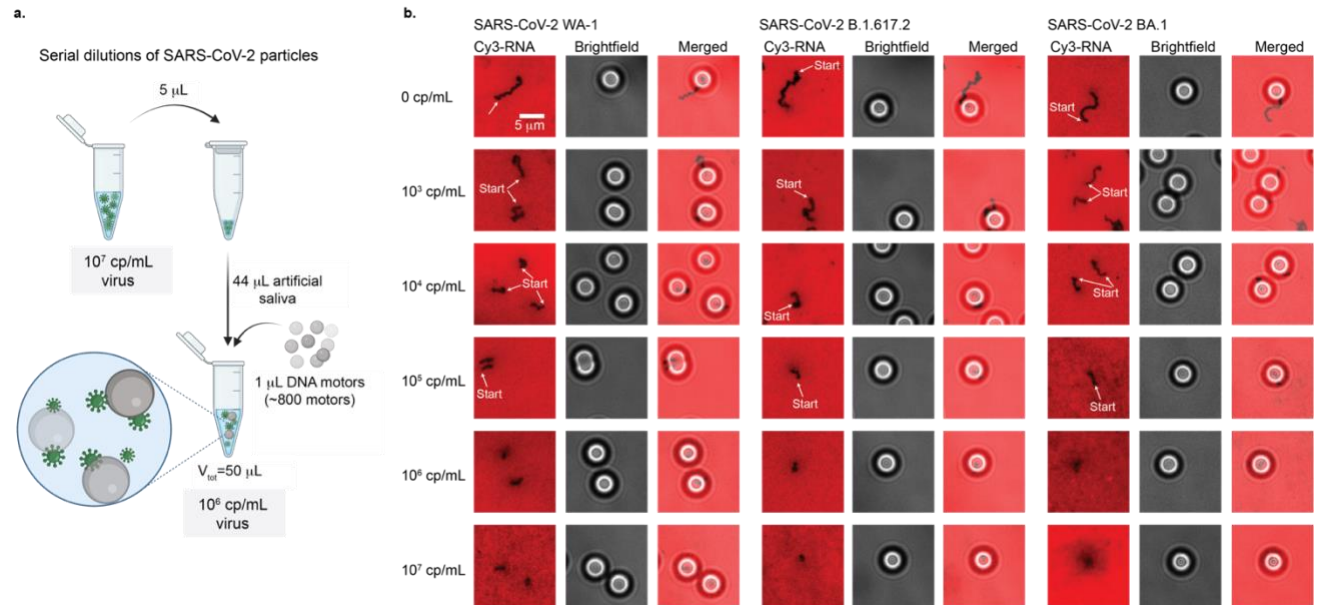 a.
Serial dilutions of SARS-CoV-2 particles
5 μL
10⁷ cp/mL
virus
44 μL artificial
saliva
1 μL DNA motors
(~800 motors)
Vtot=50 μL
10⁶ cp/mL
virus
b.
SARS-CoV-2 WA-1 SARS-CoV-2 B.1.617.2 SARS-CoV-2 BA.1
Cy3-RNA Brightfield Merged Cy3-RNA Brightfield Merged Cy3-RNA Brightfield Merged
0 cp/mL
Start
Start
5 μm
10³ cp/mL
Start
Start
Start
10⁴ cp/mL
Start
Start
Start
10⁵ cp/mL
Start
Start
Start
10⁶ cp/mL
10⁷ cp/mL